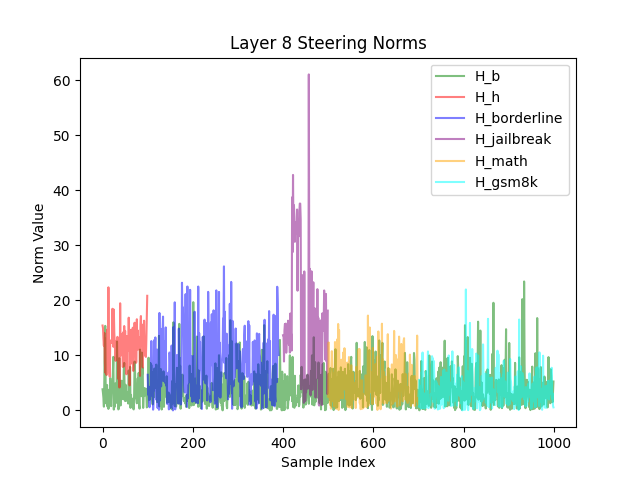 Layer 8 Steering Norms
60
50
40
30
20
10
0
Norm Value
0
200
400
600
800
1000
Sample Index
H_b
H_h
H_borderline
H_jailbreak
H_math
H_gsm8k